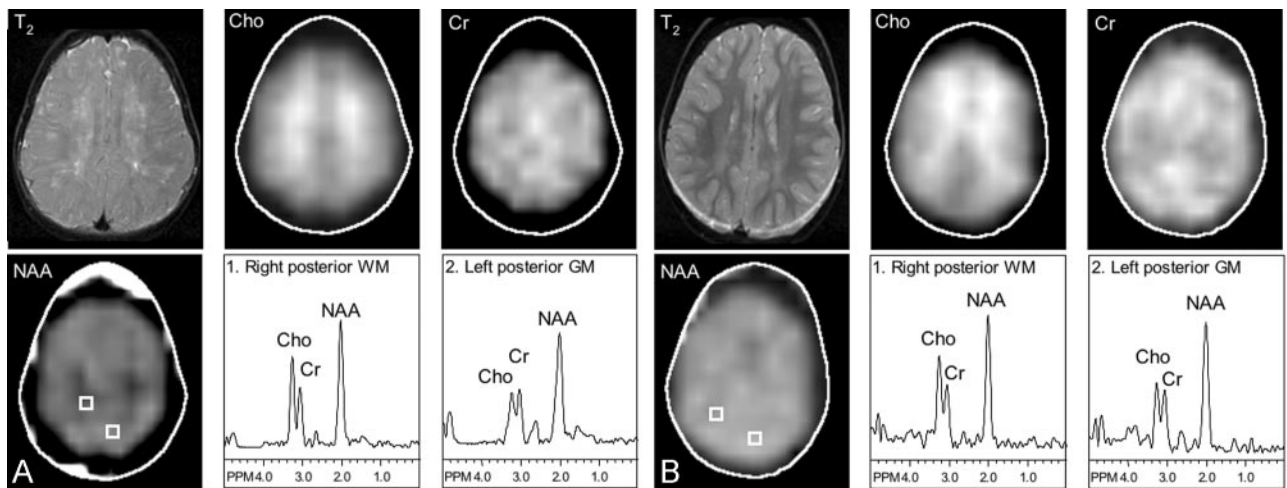 T2
Cho
Cr
T2
Cho
Cr
NAA
1. Right posterior WM
2. Left posterior GM
NAA
1. Right posterior WM
2. Left posterior GM
NAA
Cho
Cr
NAA
Cr
Cho
NAA
Cho
Cr
NAA
Cho
Cr
A
PPM 4.0 3.0 2.0 1.0
PPM 4.0 3.0 2.0 1.0
B
PPM 4.0 3.0 2.0 1.0
PPM 4.0 3.0 2.0 1.0